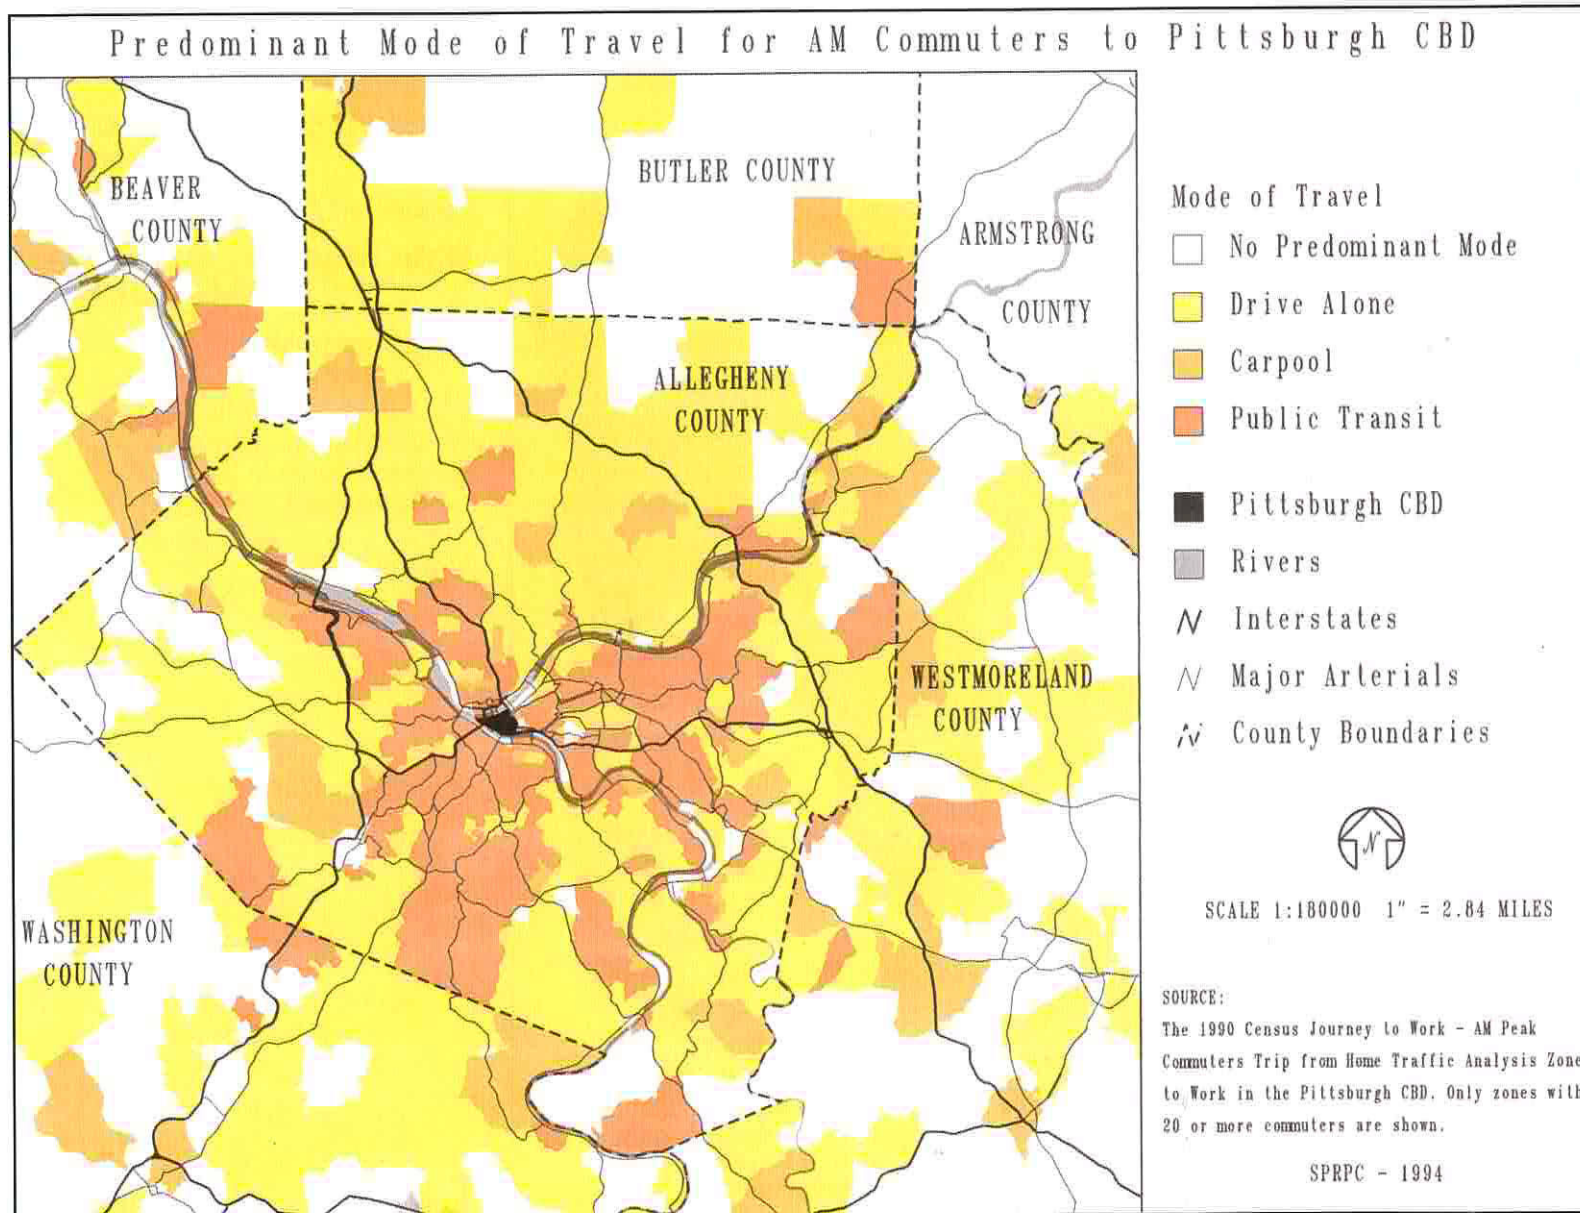 Predominant Mode of Travel for AM Commuters to Pittsburgh CBD
BEAVER
COUNTY
BUTLER COUNTY
ARMSTRONG
COUNTY
ALLEGHENY
COUNTY
WESTMORELAND
COUNTY
WASHINGTON
COUNTY
Mode of Travel
No Predominant Mode
Drive Alone
Carpool
Public Transit
Pittsburgh CBD
Rivers
Interstates
Major Arterials
County Boundaries
N
SCALE 1:180000 1" = 2.84 MILES
SOURCE:
The 1990 Census Journey to Work - AM Peak
Commuters Trip from Home Traffic Analysis Zone
to Work in the Pittsburgh CBD. Only zones with
20 or more commuters are shown.
SPRPC - 1994